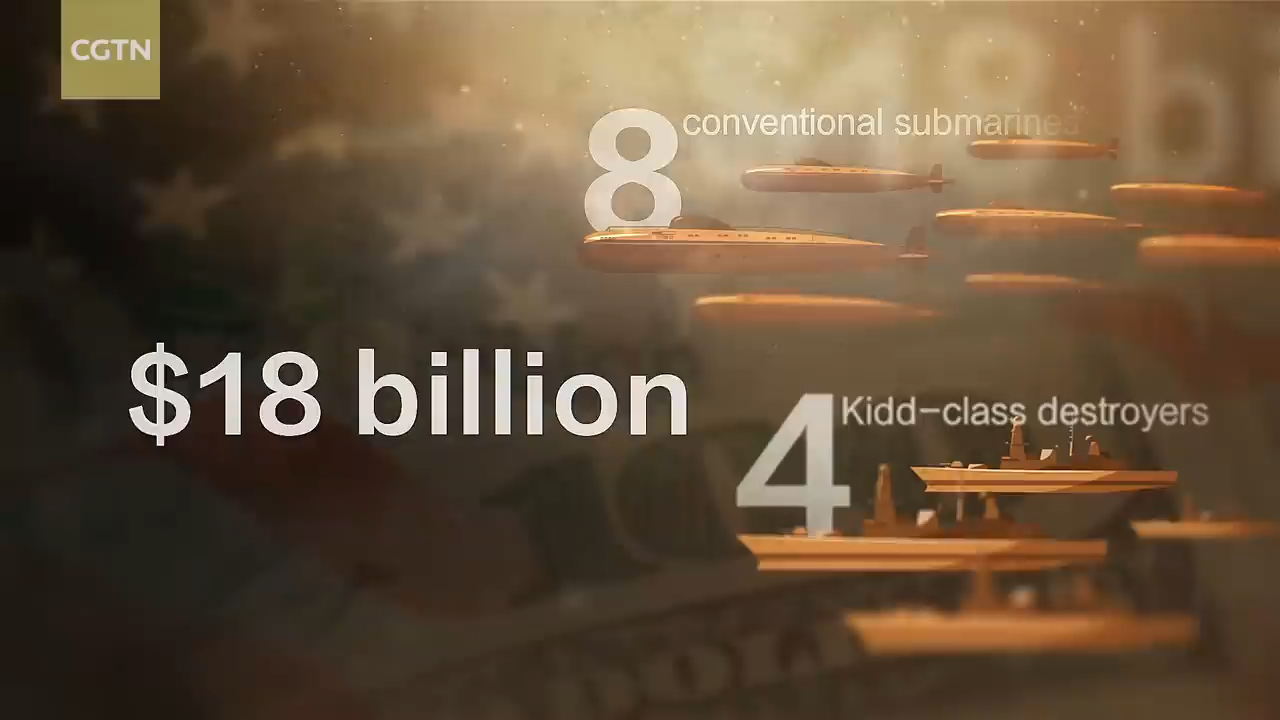 CGTN
8 conventional submarines
$18 billion
4 Kidd-class destroyers